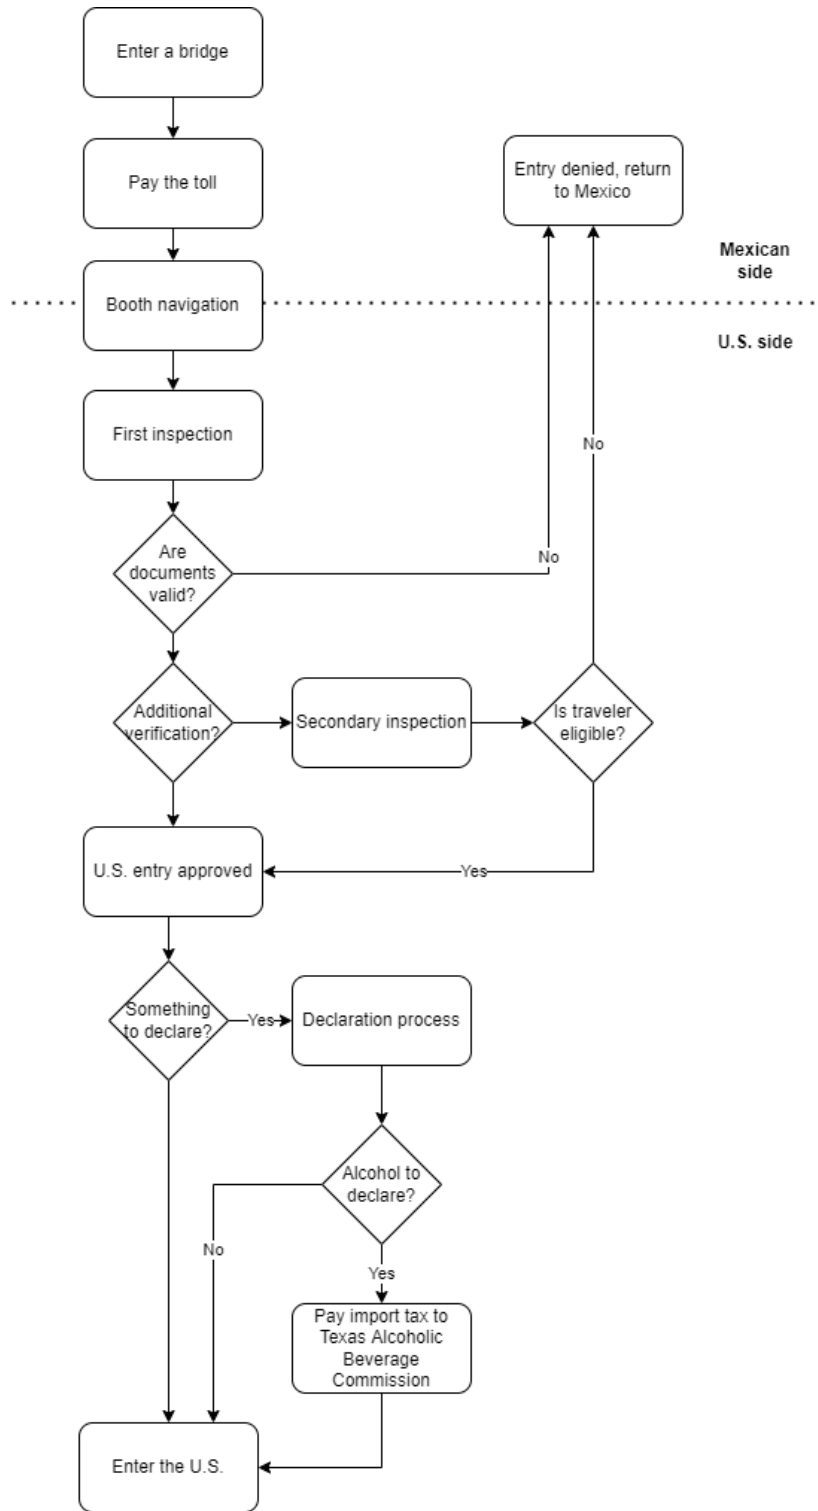 Enter a bridge
Pay the toll
Entry denied, return
to Mexico
Mexican
side
Booth navigation
U.S. side
First inspection
No
Are
documents
valid?
No
Additional
verification?
Secondary inspection
Is traveler
eligible?
U.S. entry approved
Yes
Something
to declare?
Yes
Declaration process
Alcohol to
declare?
No
Yes
Pay import tax to
Texas Alcoholic
Beverage
Commission
Enter the U.S.